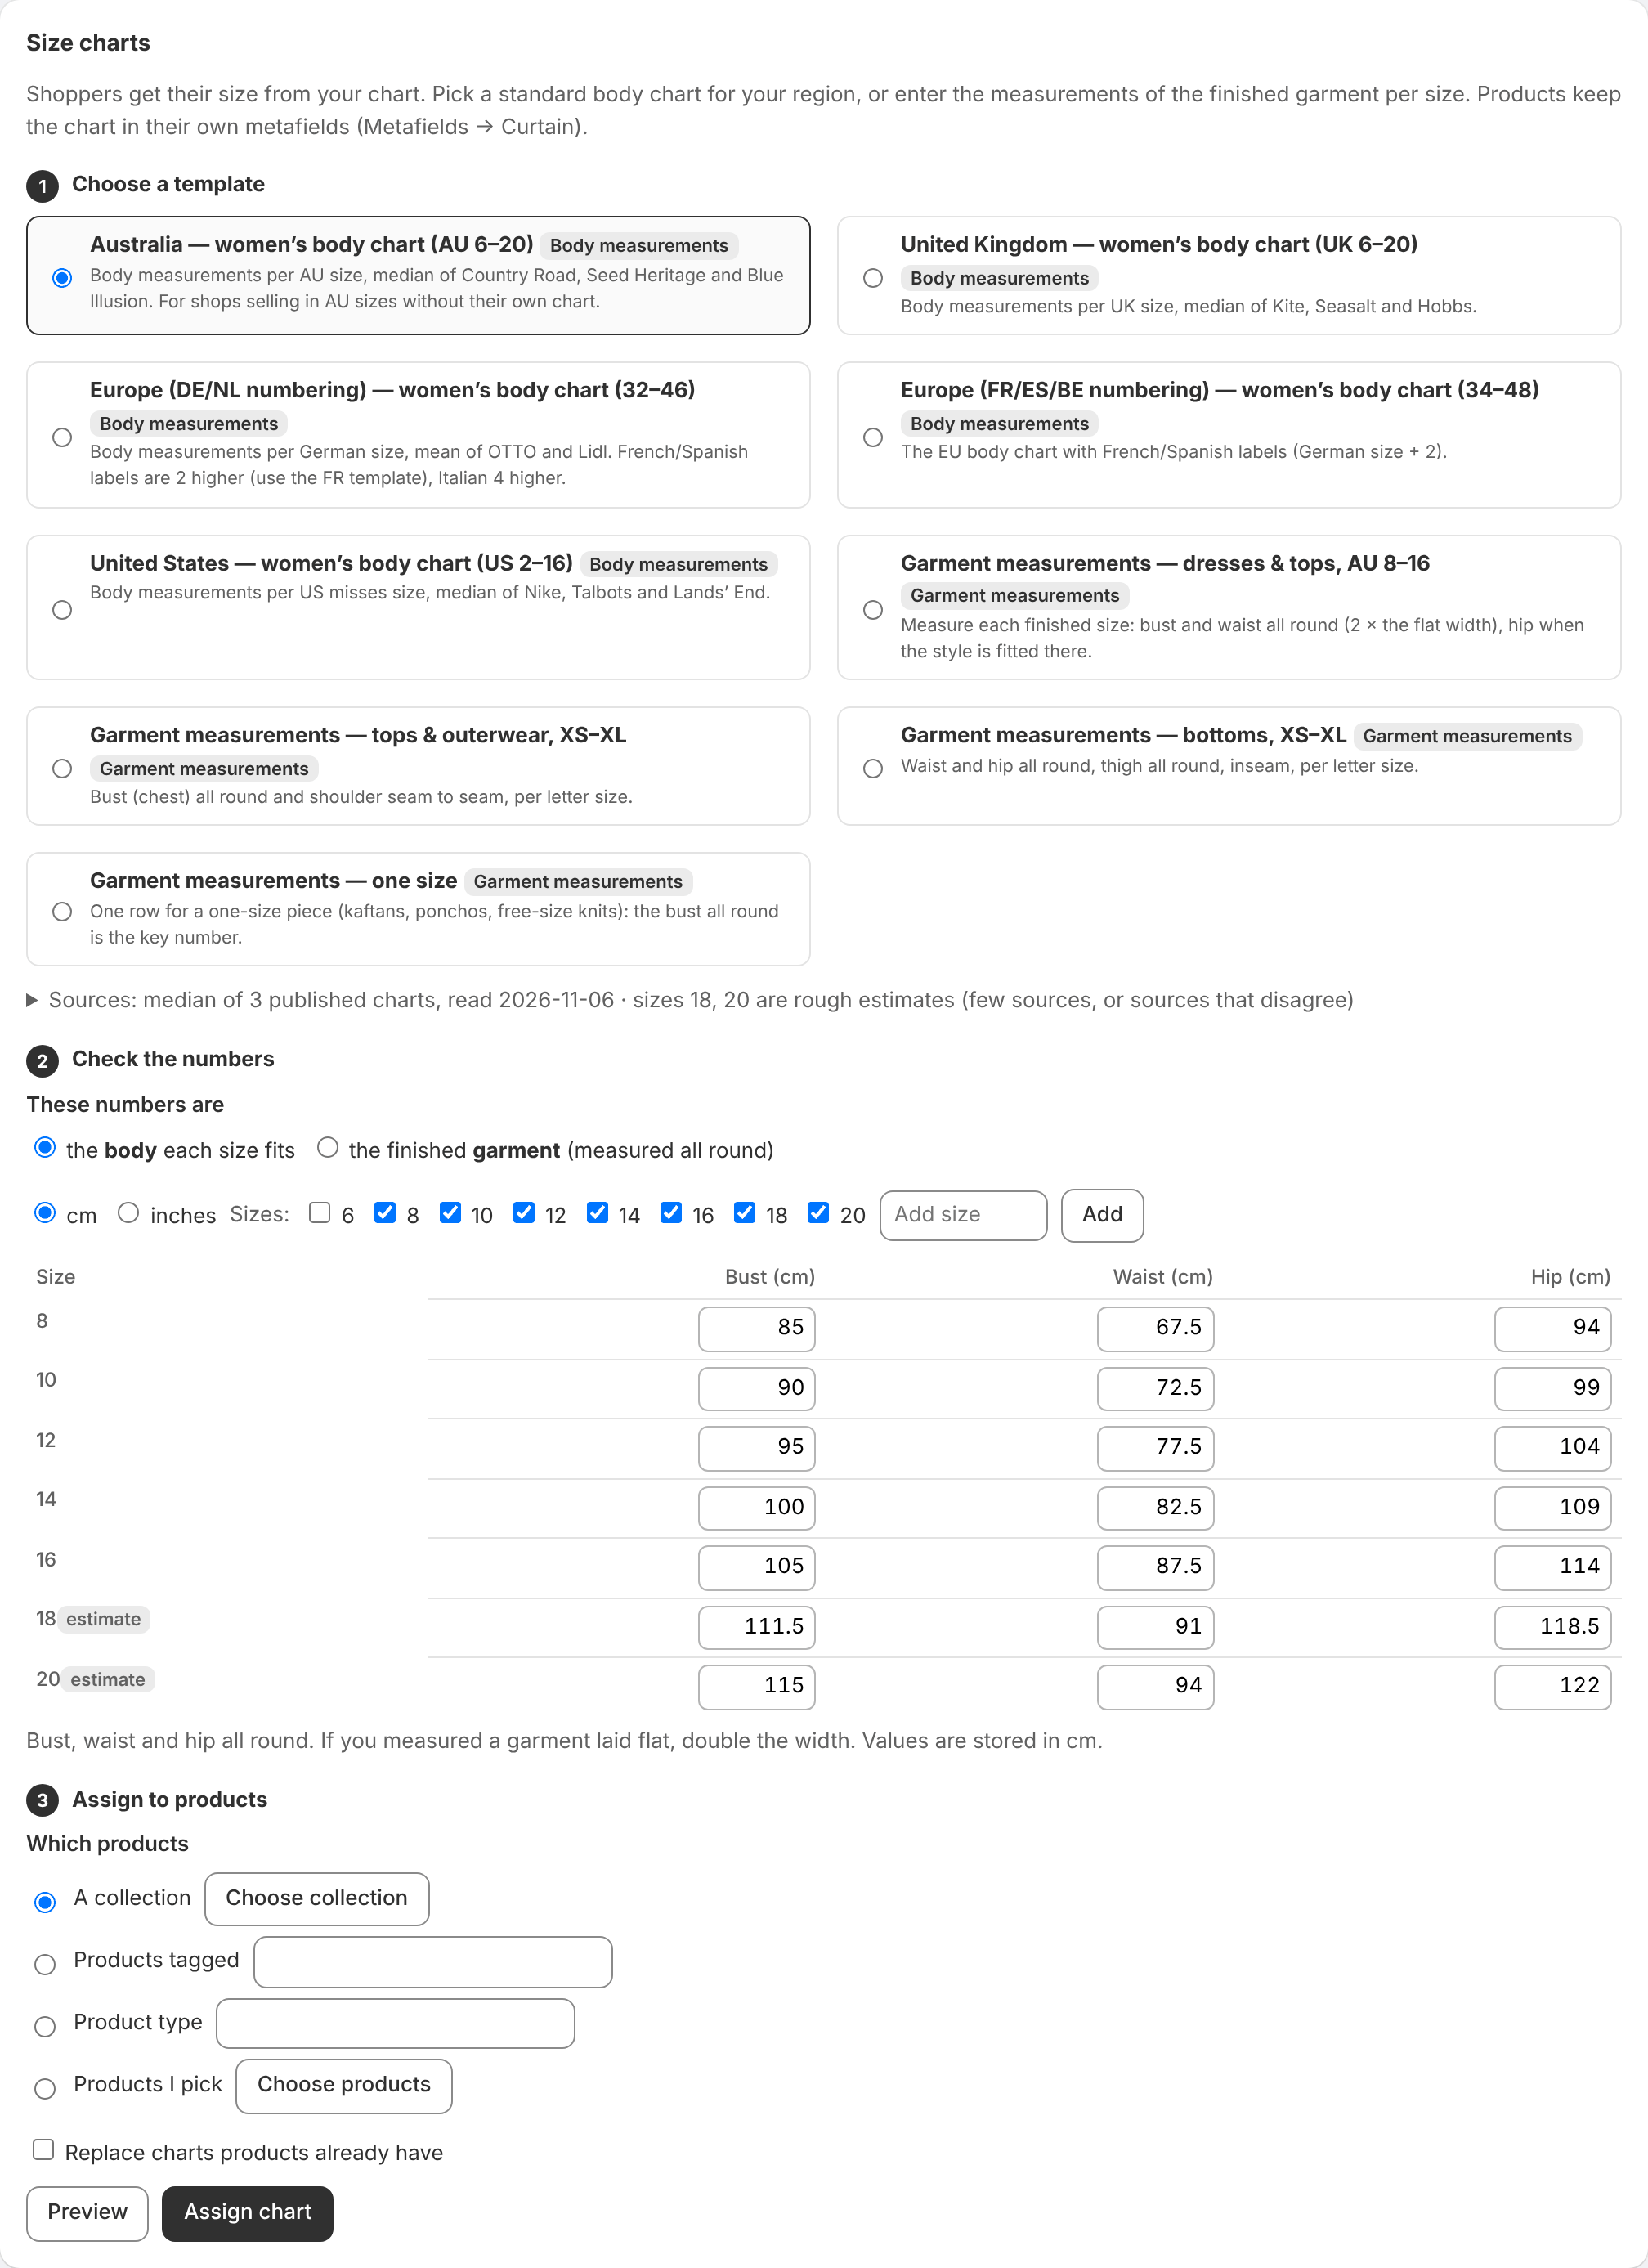 Size charts
Shoppers get their size from your chart. Pick a standard body chart for your region, or enter the measurements of the finished garment per size. Products keep
the chart in their own metafields (Metafields → Curtain).
1 Choose a template
Australia — women’s body chart (AU 6–20) Body measurements
Body measurements per AU size, median of Country Road, Seed Heritage and Blue
Illusion. For shops selling in AU sizes without their own chart.
United Kingdom — women’s body chart (UK 6–20)
Body measurements
Body measurements per UK size, median of Kite, Seasalt and Hobbs.
Europe (DE/NL numbering) — women’s body chart (32–46)
Body measurements
Body measurements per German size, mean of OTTO and Lidl. French/Spanish
labels are 2 higher (use the FR template), Italian 4 higher.
Europe (FR/ES/BE numbering) — women’s body chart (34–48)
Body measurements
The EU body chart with French/Spanish labels (German size + 2).
United States — women’s body chart (US 2–16) Body measurements
Body measurements per US misses size, median of Nike, Talbots and Lands’ End.
Garment measurements — dresses & tops, AU 8–16
Garment measurements
Measure each finished size: bust and waist all round (2 × the flat width), hip when
the style is fitted there.
Garment measurements — tops & outerwear, XS–XL
Garment measurements
Bust (chest) all round and shoulder seam to seam, per letter size.
Garment measurements — bottoms, XS–XL Garment measurements
Waist and hip all round, thigh all round, inseam, per letter size.
Garment measurements — one size Garment measurements
One row for a one-size piece (kaftans, ponchos, free-size knits): the bust all round
is the key number.
Sources: median of 3 published charts, read 2026-11-06 · sizes 18, 20 are rough estimates (few sources, or sources that disagree)
2 Check the numbers
These numbers are
the body each size fits the finished garment (measured all round)
cm inches Sizes: 6 8 10 12 14 16 18 20 Add size Add
Size Bust (cm) Waist (cm) Hip (cm)
8 85 67.5 94
10 90 72.5 99
12 95 77.5 104
14 100 82.5 109
16 105 87.5 114
18 estimate 111.5 91 118.5
20 estimate 115 94 122
Bust, waist and hip all round. If you measured a garment laid flat, double the width. Values are stored in cm.
3 Assign to products
Which products
A collection Choose collection
Products tagged
Product type
Products I pick Choose products
Replace charts products already have
Preview Assign chart